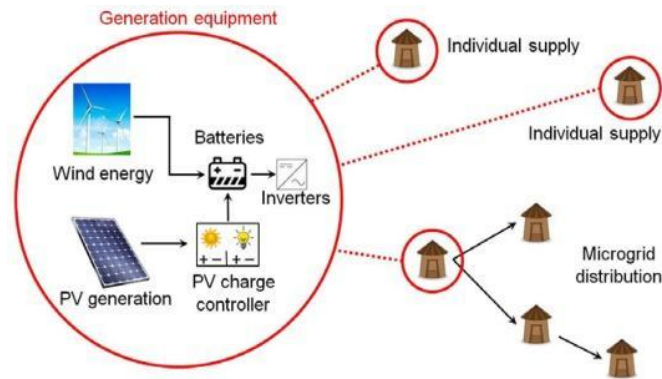 Generation equipment
Individual supply
Individual supply
Batteries
Wind energy
Inverters
PV generation
PV charge
controller
Microgrid
distribution